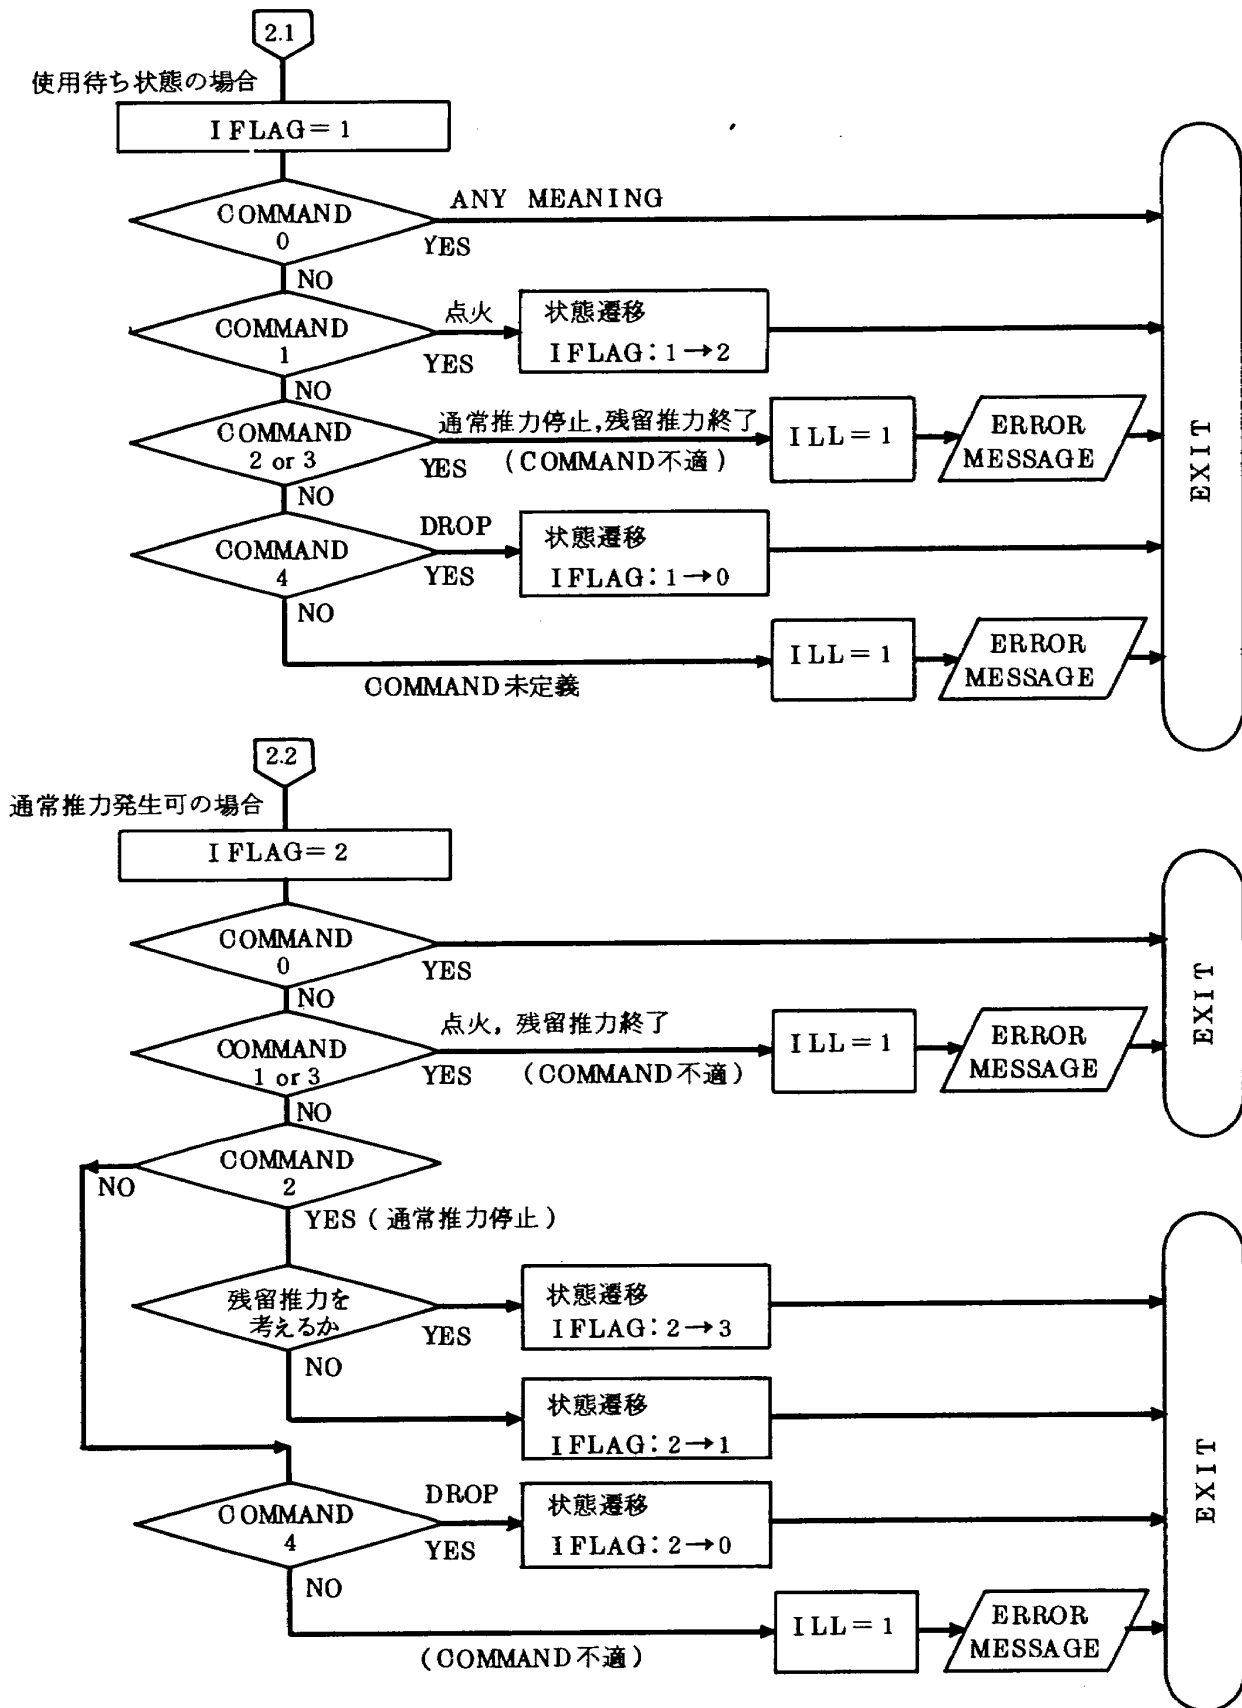 2.1
使用待ち状態の場合
IFLAG=1
COMMAND
0
ANY MEANING
YES
NO
COMMAND
1
点火
YES
状態遷移
IFLAG:1→2
NO
COMMAND
2 or 3
通常推力停止,残留推力終了
YES
(COMMAND不適)
ILL=1
ERROR
MESSAGE
NO
COMMAND
4
DROP
YES
状態遷移
IFLAG:1→0
NO
COMMAND未定義
ILL=1
ERROR
MESSAGE
EXIT
2.2
通常推力発生可の場合
IFLAG=2
COMMAND
0
YES
NO
COMMAND
1 or 3
点火,残留推力終了
YES
(COMMAND不適)
ILL=1
ERROR
MESSAGE
EXIT
NO
COMMAND
2
NO
YES(通常推力停止)
残留推力を
考えるか
YES
状態遷移
IFLAG:2→3
NO
状態遷移
IFLAG:2→1
COMMAND
4
DROP
YES
状態遷移
IFLAG:2→0
NO
(COMMAND不適)
ILL=1
ERROR
MESSAGE
EXIT